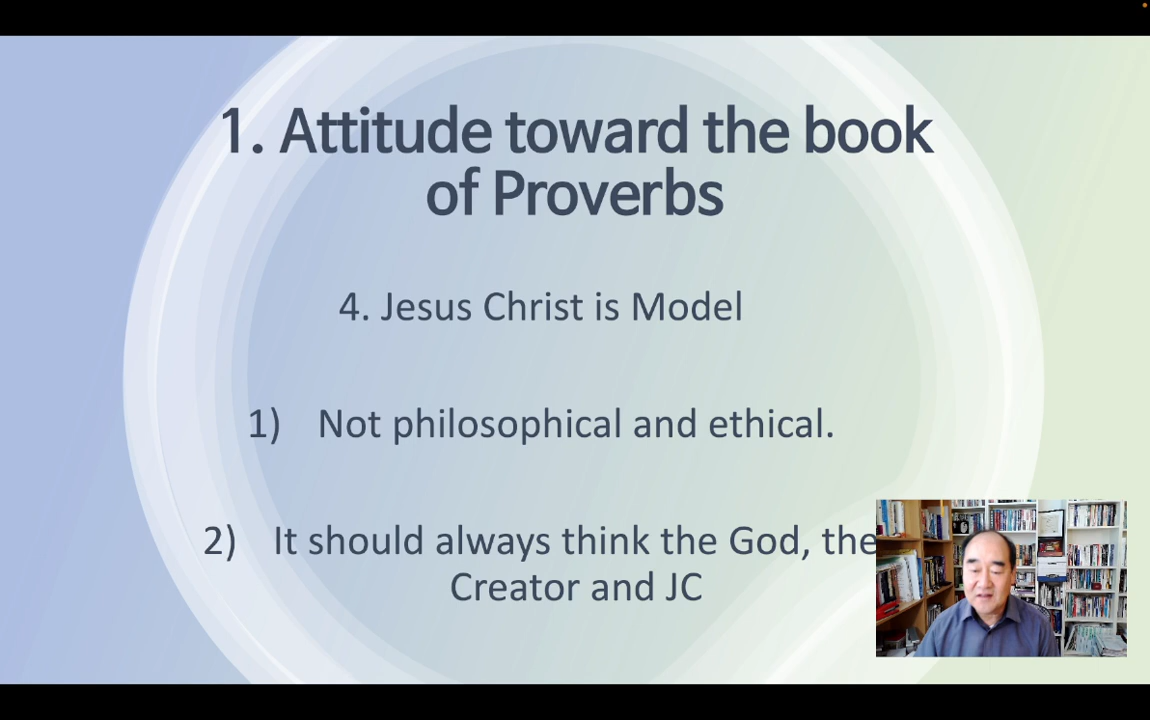 1. Attitude toward the book
of Proverbs
4. Jesus Christ is Model
1) Not philosophical and ethical.
2) It should always think the God, the
Creator and JC